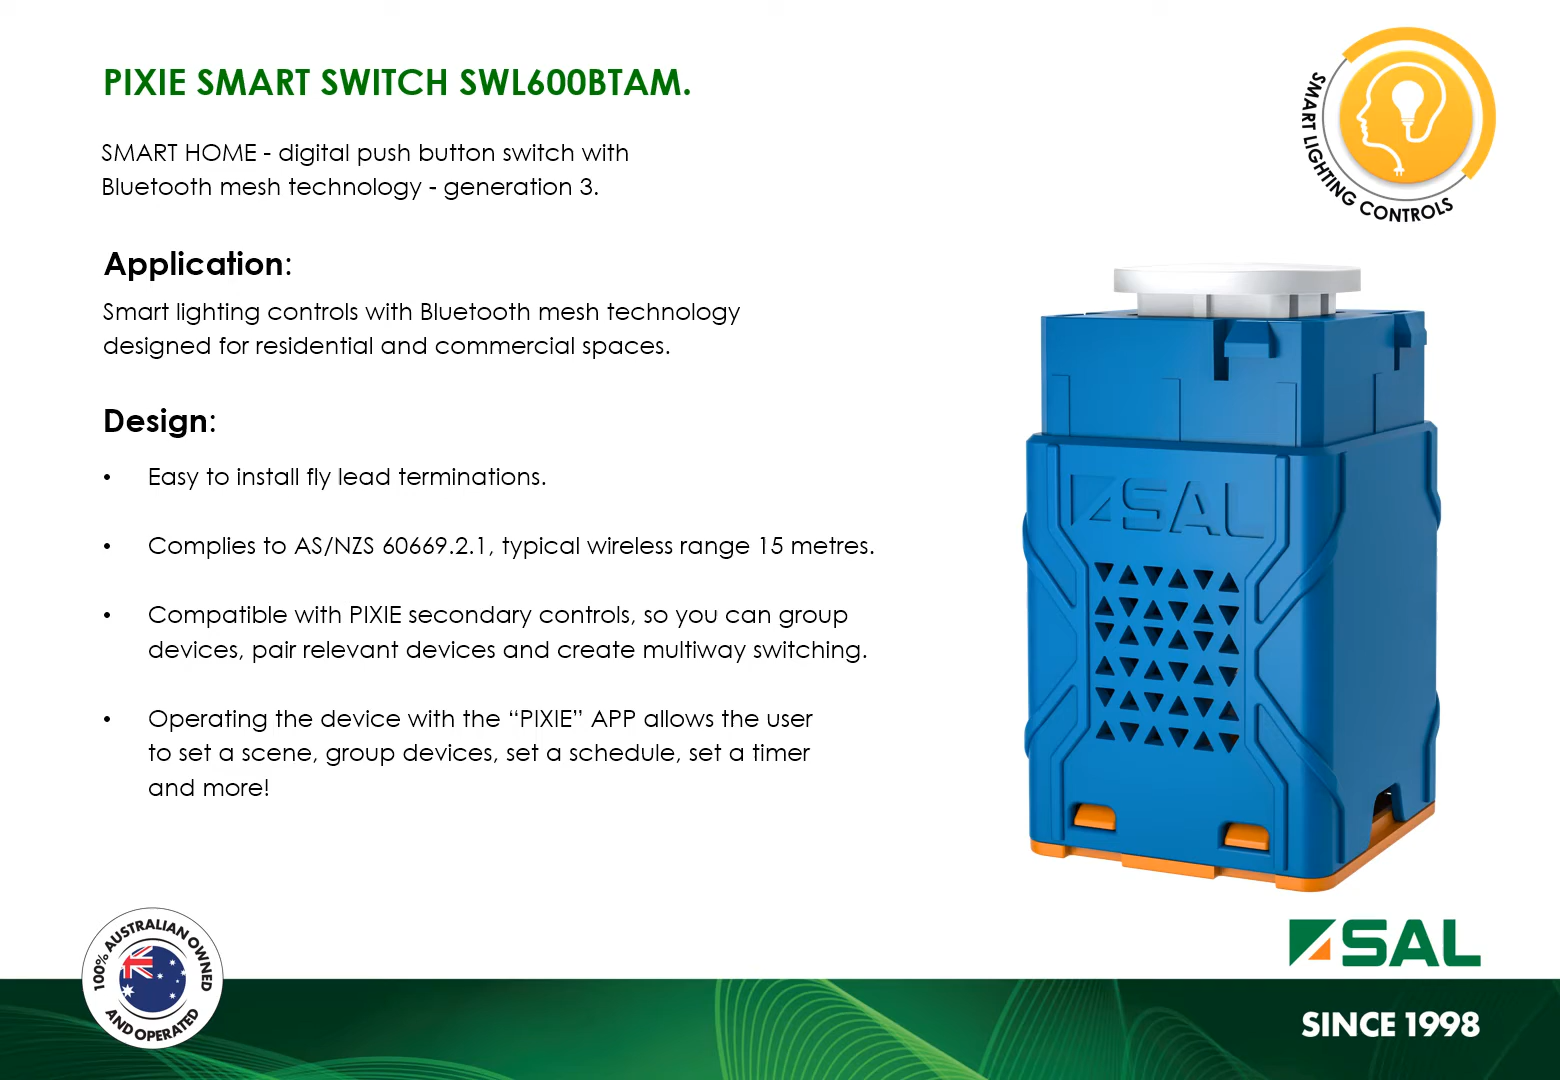 PIXIE SMART SWITCH SWL600BTAM.
SMART HOME - digital push button switch with
Bluetooth mesh technology - generation 3.
SMART LIGHTING CONTROLS
Application:
Smart lighting controls with Bluetooth mesh technology
designed for residential and commercial spaces.
Design:
• Easy to install fly lead terminations.
• Complies to AS/NZS 60669.2.1, typical wireless range 15 metres.
• Compatible with PIXIE secondary controls, so you can group
devices, pair relevant devices and create multiway switching.
• Operating the device with the “PIXIE” APP allows the user
to set a scene, group devices, set a schedule, set a timer
and more!
SAL
100% AUSTRALIAN OWNED
AND OPERATED
SAL
SINCE 1998